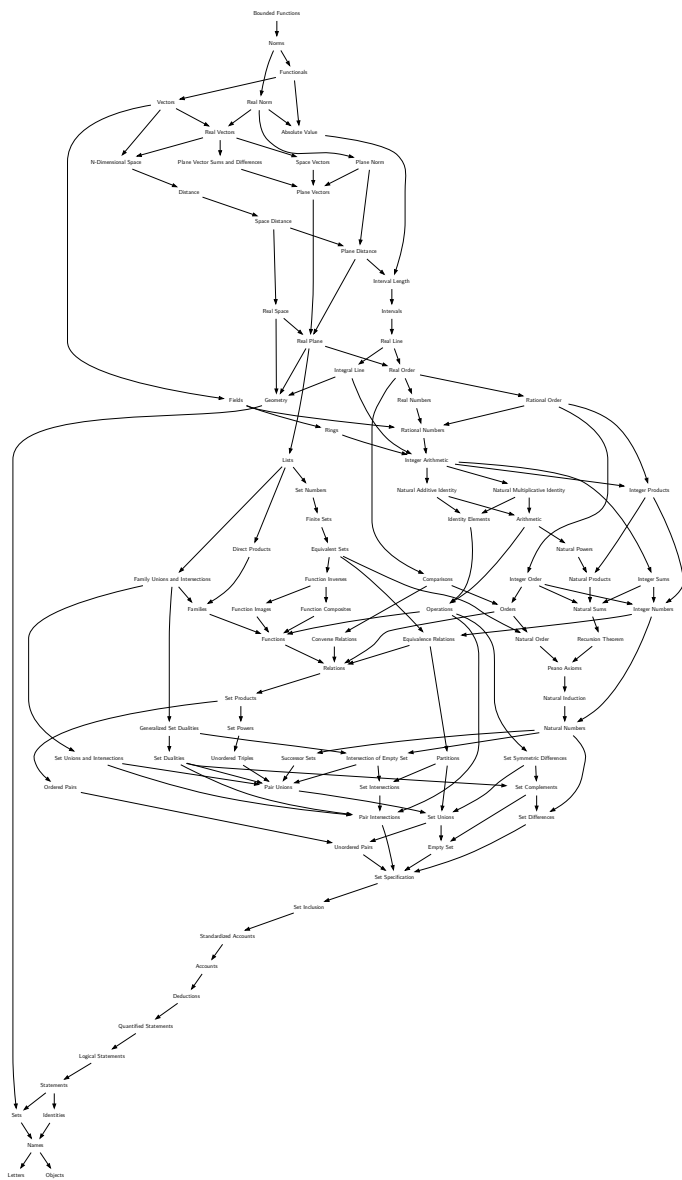 Bounded Functions
Norms
Functionals
Vectors Real Norm
Real Vectors Absolute Value
N-Dimensional Space Plane Vector Sums and Differences Space Vectors Plane Norm
Distance Plane Vectors
Space Distance
Plane Distance
Interval Length
Real Space Intervals
Real Plane Real Line
Integral Line Real Order
Fields Geometry Real Numbers Rational Order
Rings Rational Numbers
Lists Integer Arithmetic
Set Numbers Natural Additive Identity Natural Multiplicative Identity Integer Products
Finite Sets Identity Elements Arithmetic
Direct Products Equivalent Sets Natural Powers
Family Unions and Intersections Function Inverses Comparisons Integer Order Natural Products Integer Sums
Families Function Images Function Composites Operations Orders Natural Sums Integer Numbers
Functions Converse Relations Equivalence Relations Natural Order Recursion Theorem
Relations Peano Axioms
Set Products Natural Induction
Generalized Set Dualities Set Powers Natural Numbers
Set Unions and Intersections Set Dualities Unordered Triples Successor Sets Intersection of Empty Set Partitions Set Symmetric Differences
Ordered Pairs Pair Unions Set Intersections Set Complements
Pair Intersections Set Unions Set Differences
Unordered Pairs Empty Set
Set Specification
Set Inclusion
Standardized Accounts
Accounts
Deductions
Quantified Statements
Logical Statements
Statements
Sets Identities
Names
Letters Objects